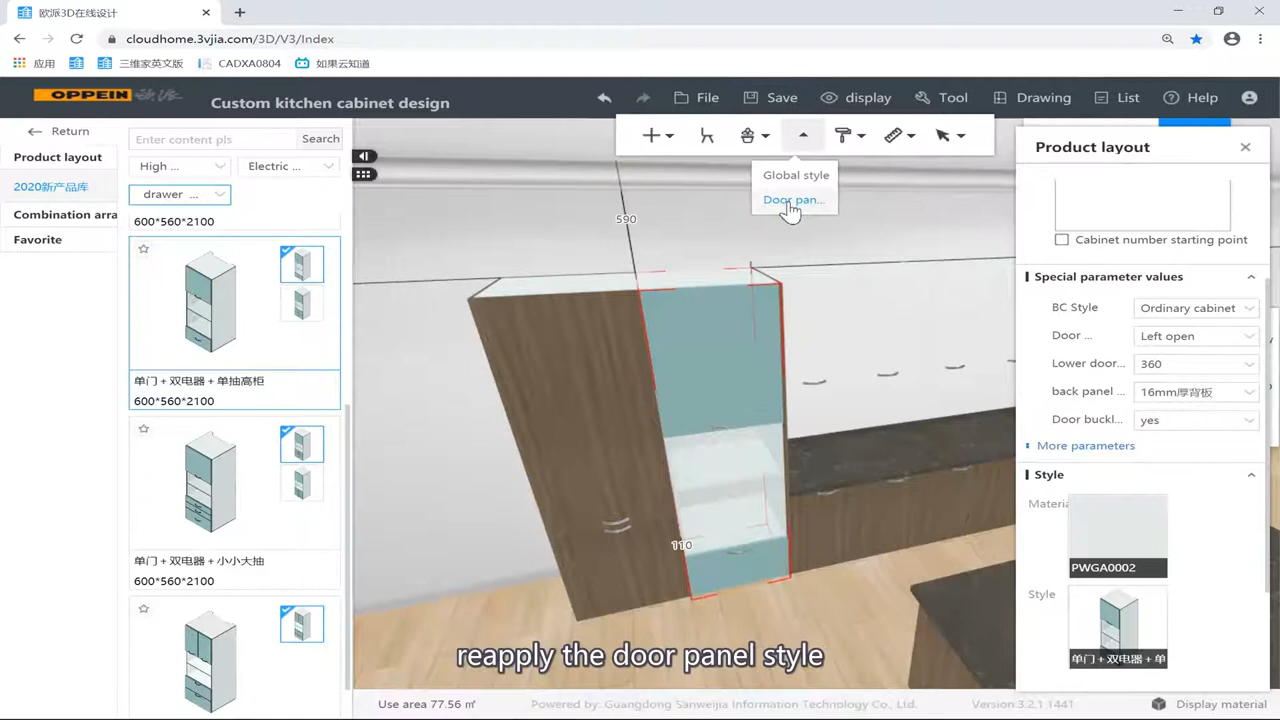 欧派3D在线设计
cloudhome.3vjia.com/3D/V3/Index
应用
三维家英文版
CADXA0804
如果云知道
OPPEIN 欧派
Custom kitchen cabinet design
File
Save
display
Tool
Drawing
List
Help
Return
Product layout
2020新产品库
Combination arra
Favorite
Enter content pls
Search
High ...
Electric ...
drawer ...
600*560*2100
单门+双电器+单抽高柜
600*560*2100
单门+双电器+小小大抽
600*560*2100
Global style
Door pan...
590
110
reapply the door panel style
Product layout
Cabinet number starting point
Special parameter values
BC Style
Ordinary cabinet
Door ...
Left open
Lower door...
360
back panel ...
16mm厚背板
Door buckl...
yes
More parameters
Style
Materia
PWGA0002
Style
单门+双电器+单
Use area 77.56 ㎡
Powered by: Guangdong Sanweijia Information Technology Co., Ltd.
Version:3.2.1.1441
Display material